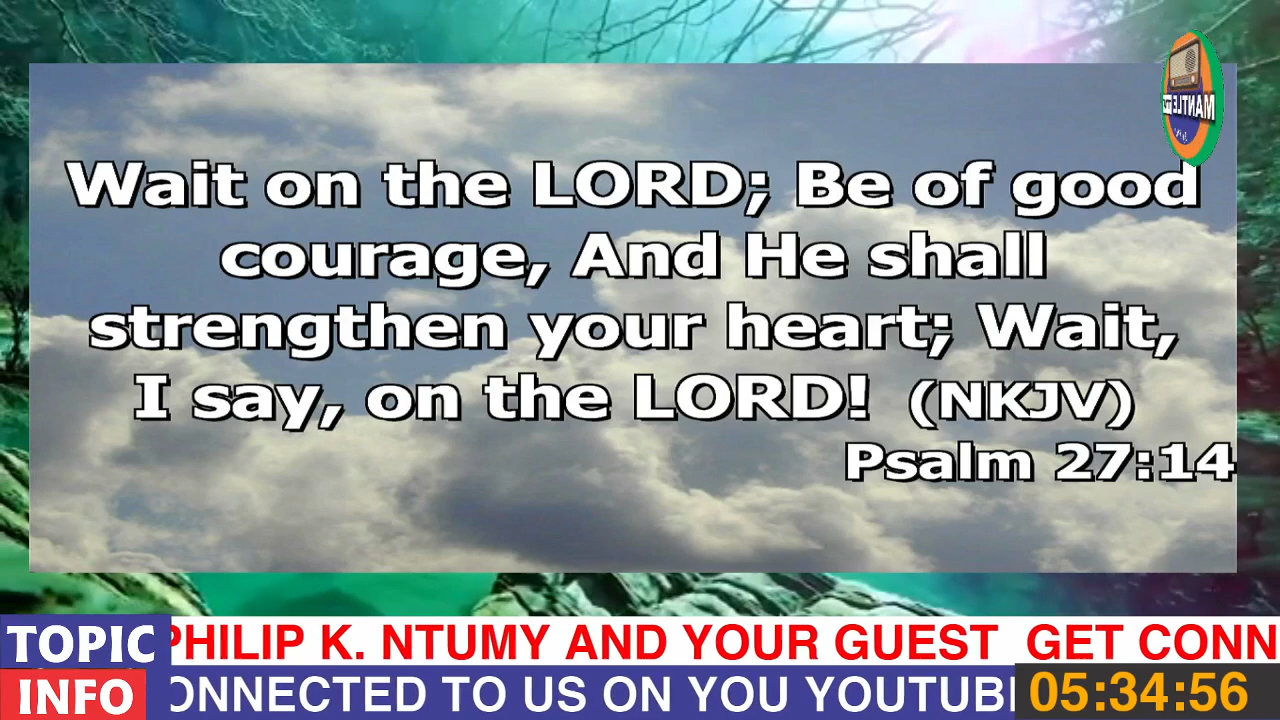 MANTLE
Wait on the LORD; Be of good
courage, And He shall
strengthen your heart; Wait,
I say, on the LORD! (NKJV)
Psalm 27:14
TOPIC
PHILIP K. NTUMY AND YOUR GUEST GET CONN
INFO
ONNECTED TO US ON YOU YOUTUB
05:34:56